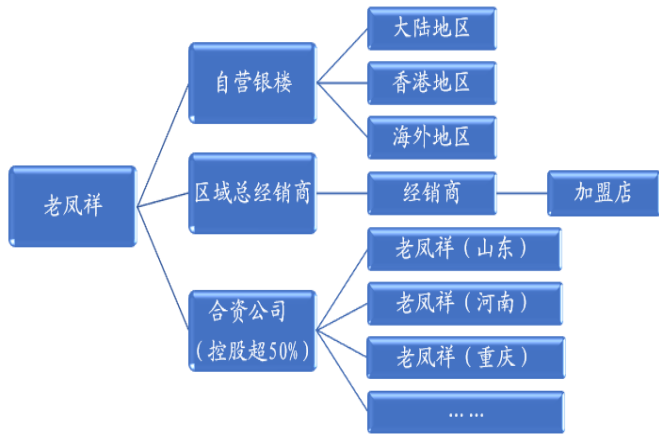 大陆地区
自营银楼
香港地区
海外地区
老凤祥
区域总经销商
经销商
加盟店
老凤祥（山东）
合资公司
（控股超50%）
老凤祥（河南）
老凤祥（重庆）
……